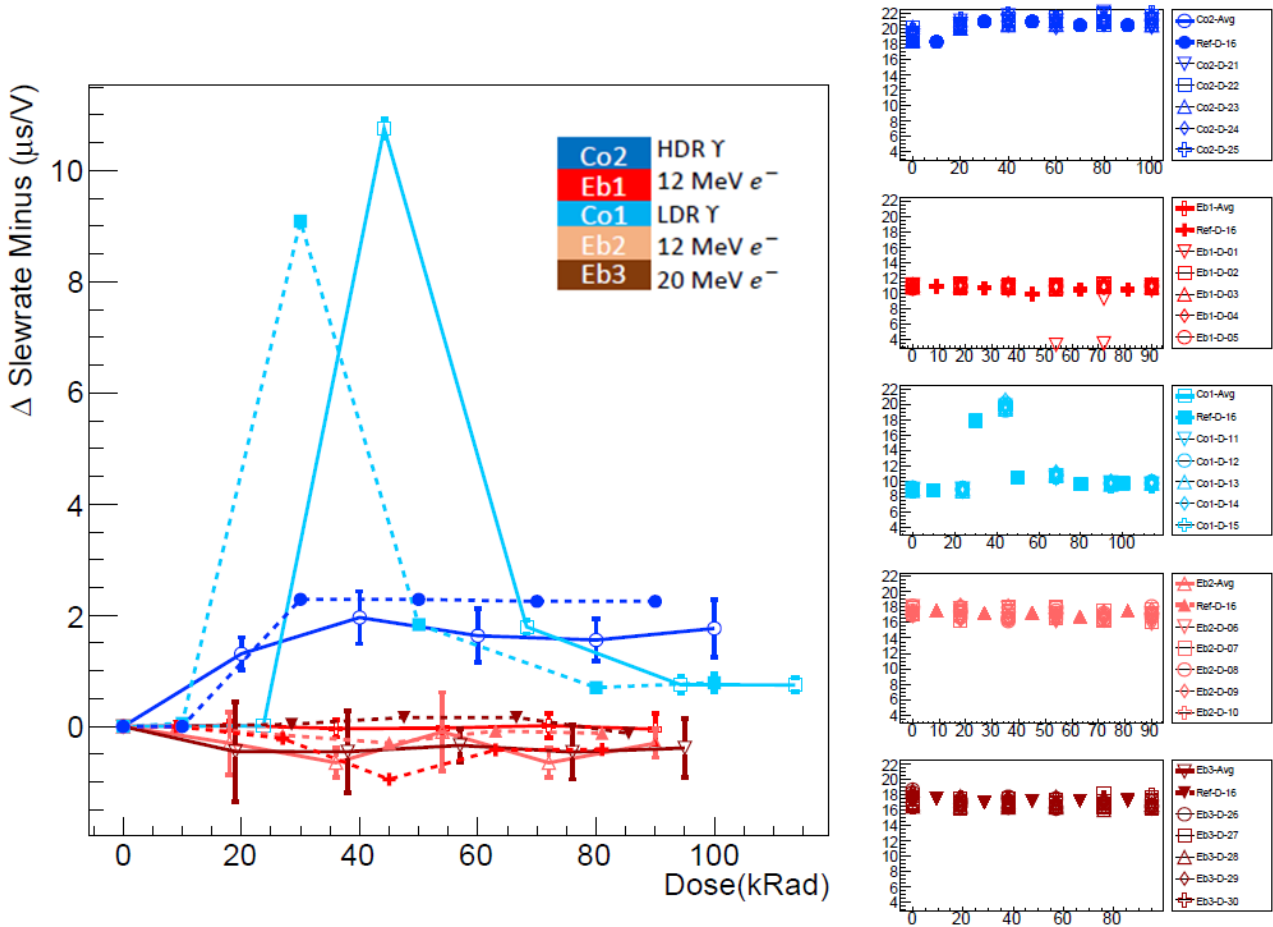 Δ Slewrate Minus (µs/V)
10
8
6
4
2
0
0 20 40 60 80 100
Dose(kRad)
Co2 HDR ϒ
Eb1 12 MeV e⁻
Co1 LDR ϒ
Eb2 12 MeV e⁻
Eb3 20 MeV e⁻
22
20
18
16
14
12
10
8
6
4
0 20 40 60 80 100
Co2-Avg
Ref-D-16
Co2-D-21
Co2-D-22
Co2-D-23
Co2-D-24
Co2-D-25
22
20
18
16
14
12
10
8
6
4
0 10 20 30 40 50 60 70 80 90
Eb1-Avg
Ref-D-16
Eb1-D-01
Eb1-D-02
Eb1-D-03
Eb1-D-04
Eb1-D-05
22
20
18
16
14
12
10
8
6
4
0 20 40 60 80 100
Co1-Avg
Ref-D-16
Co1-D-11
Co1-D-12
Co1-D-13
Co1-D-14
Co1-D-15
22
20
18
16
14
12
10
8
6
4
0 10 20 30 40 50 60 70 80 90
Eb2-Avg
Ref-D-16
Eb2-D-06
Eb2-D-07
Eb2-D-08
Eb2-D-09
Eb2-D-10
22
20
18
16
14
12
10
8
6
4
0 20 40 60 80
Eb3-Avg
Ref-D-16
Eb3-D-26
Eb3-D-27
Eb3-D-28
Eb3-D-29
Eb3-D-30